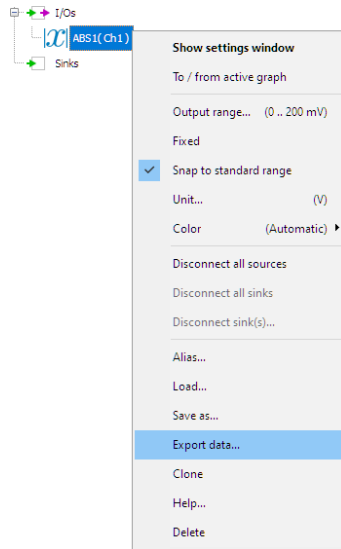 I/Os
|x| ABS1(Ch1)
Sinks
Show settings window
To / from active graph
Output range... (0 .. 200 mV)
Fixed
Snap to standard range
Unit... (V)
Color (Automatic)
Disconnect all sources
Disconnect all sinks
Disconnect sink(s)...
Alias...
Load...
Save as...
Export data...
Clone
Help...
Delete